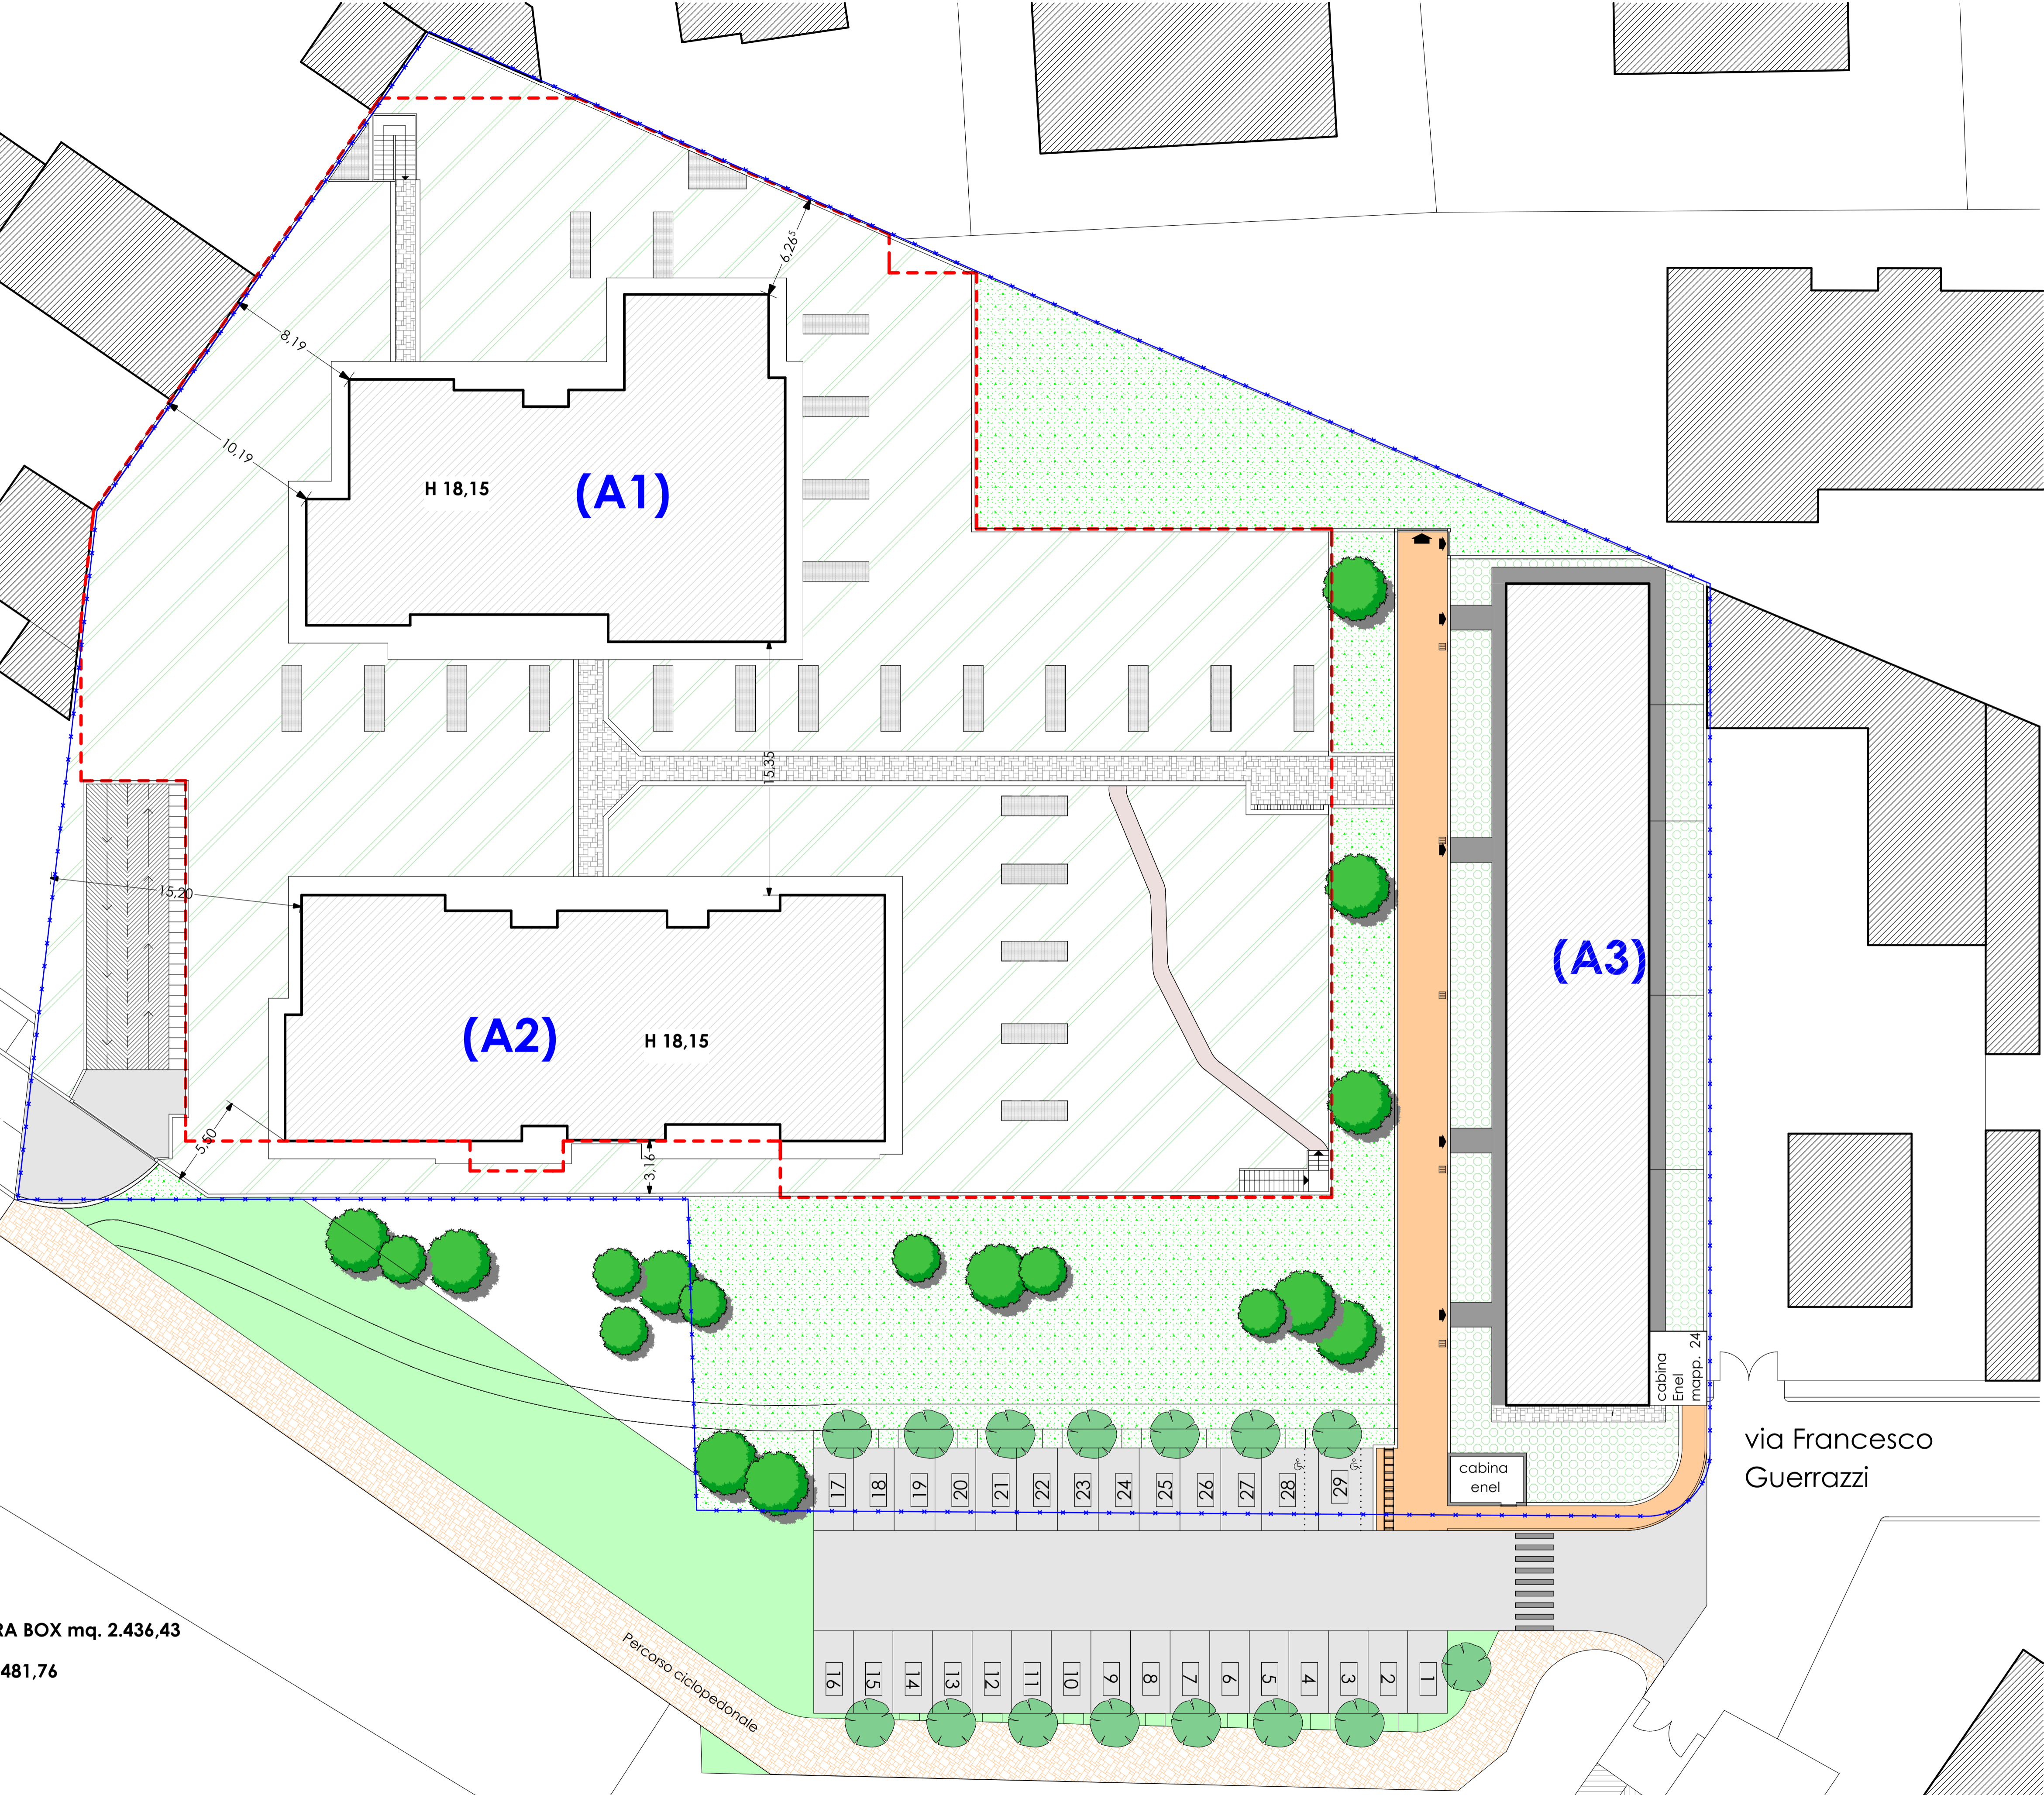 6,26⁵
8,19
10,19
H 18,15
(A1)
15,35
15,20
(A2)
H 18,15
(A3)
5,50
3,16
cabina
Enel
mapp. 24
via Francesco
Guerrazzi
cabina
enel
17
18
19
20
21
22
23
24
25
26
27
28
29
RA BOX mq. 2.436,43
481,76
Percorso ciclopedonale
16
15
14
13
12
11
10
9
8
7
6
5
4
3
2
1